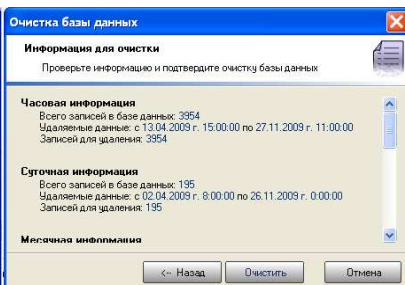 Очистка базы данных
Информация для очистки
Проверьте информацию и подтвердите очистку базы данных
Часовая информация
Всего записей в базе данных: 3954
Удаляемые данные: с 13.04.2009 г. 15:00:00 по 27.11.2009 г. 11:00:00
Записей для удаления: 3954
Суточная информация
Всего записей в базе данных: 195
Удаляемые данные: с 02.04.2009 г. 8:00:00 по 26.11.2009 г. 0:00:00
Записей для удаления: 195
Месячная информация
<- Назад
Очистить
Отмена